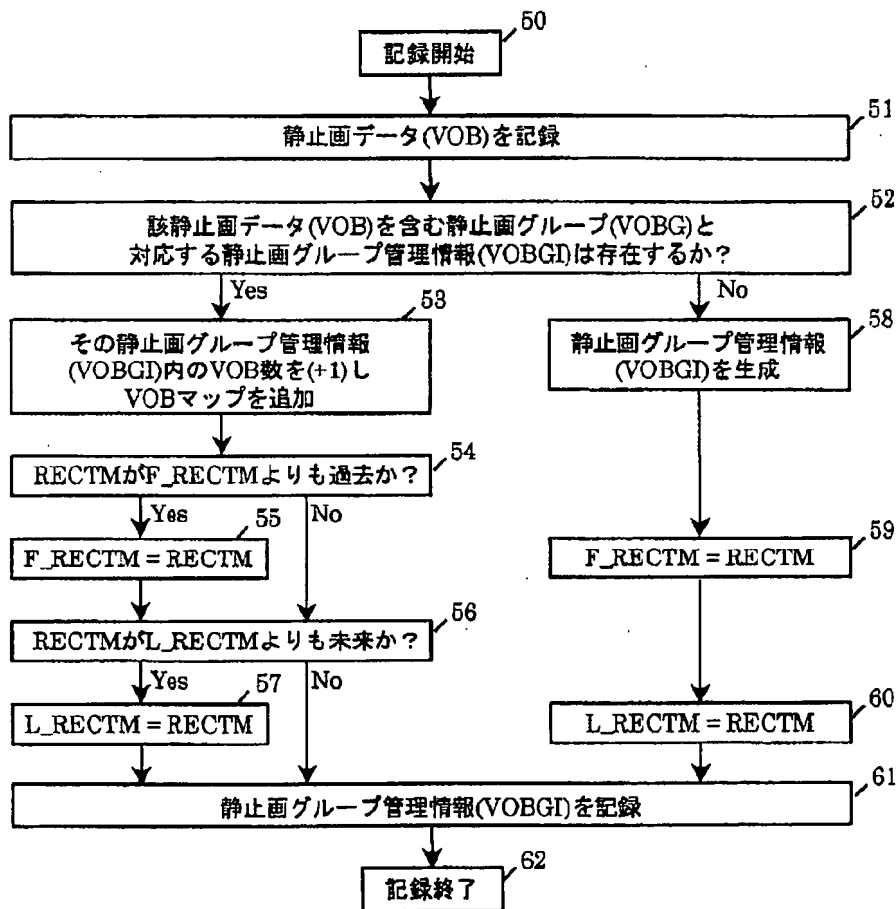 50
記録開始
51
静止画データ(VOB)を記録
52
該静止画データ(VOB)を含む静止画グループ(VOBG)と
対応する静止画グループ管理情報(VOBGI)は存在するか？
Yes
No
53
その静止画グループ管理情報
(VOBGI)内のVOB数を(+1)し
VOBマップを追加
58
静止画グループ管理情報
(VOBGI)を生成
54
RECTMがF_RECTMよりも過去か？
Yes
No
55
F_RECTM = RECTM
59
F_RECTM = RECTM
56
RECTMがL_RECTMよりも未来か？
Yes
No
57
L_RECTM = RECTM
60
L_RECTM = RECTM
61
静止画グループ管理情報(VOBGI)を記録
62
記録終了